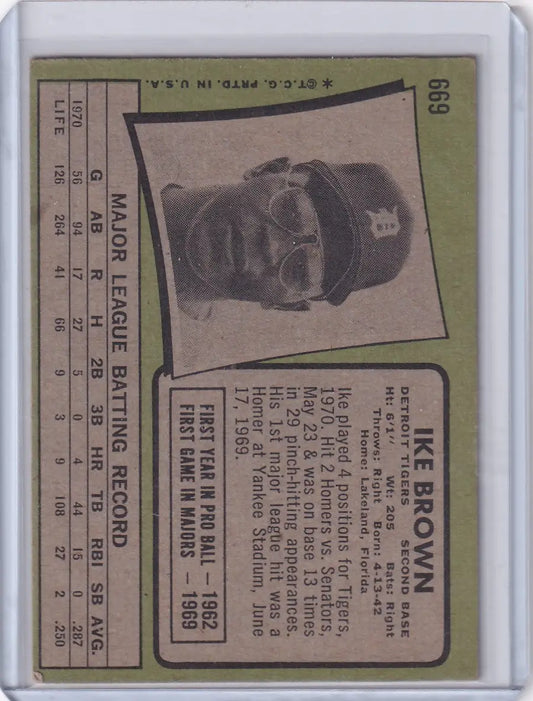 669
*©T.C.G. PRTD. IN U.S.A.
IKE BROWN
DETROIT TIGERS SECOND BASE
Ht: 6'1" Wt: 205 Bats: Right
Throws: Right Born: 4-13-42
Home: Lakeland, Florida
Ike played 4 positions for Tigers,
1970. Hit 2 Homers vs. Senators,
May 23 & was on base 13 times
in 29 pinch-hitting appearances.
His 1st major league hit was a
Homer at Yankee Stadium, June
17, 1969.
FIRST YEAR IN PRO BALL — 1962
FIRST GAME IN MAJORS — 1969
MAJOR LEAGUE BATTING RECORD
G AB R H 2B 3B HR TB RBI SB AVG.
1970 56 94 17 27 5 0 4 44 15 0 .287
LIFE 126 264 41 66 9 3 9 108 27 2 .250